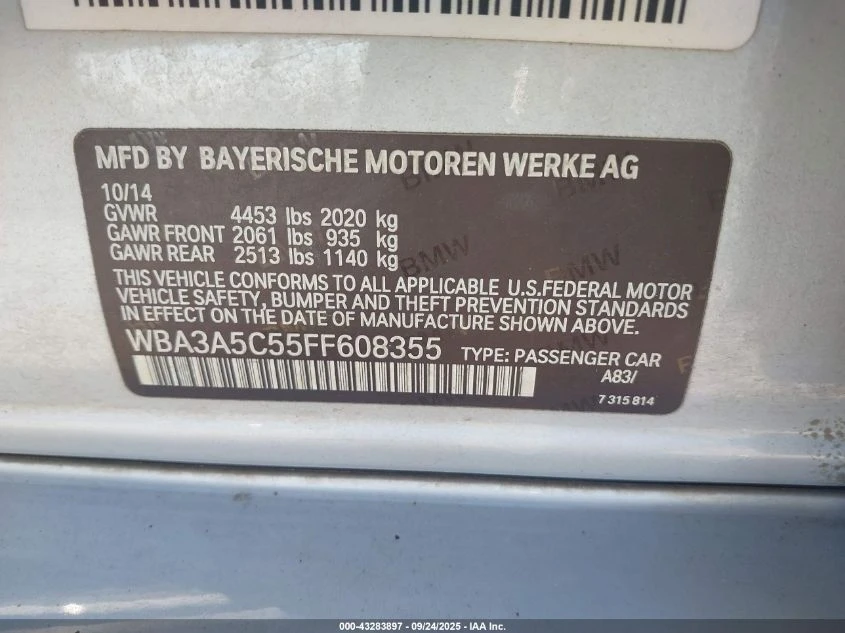 MFD BY BAYERISCHE MOTOREN WERKE AG
10/14
GVWR 4453 lbs 2020 kg
GAWR FRONT 2061 lbs 935 kg
GAWR REAR 2513 lbs 1140 kg
THIS VEHICLE CONFORMS TO ALL APPLICABLE U.S.FEDERAL MOTOR
VEHICLE SAFETY, BUMPER AND THEFT PREVENTION STANDARDS
IN EFFECT ON THE DATE OF MANUFACTURE SHOWN ABOVE.
WBA3A5C55FF608355 TYPE: PASSENGER CAR
A83/
7 315 814
BMW
BMW
000-43283897 - 09/24/2025 - IAA Inc.